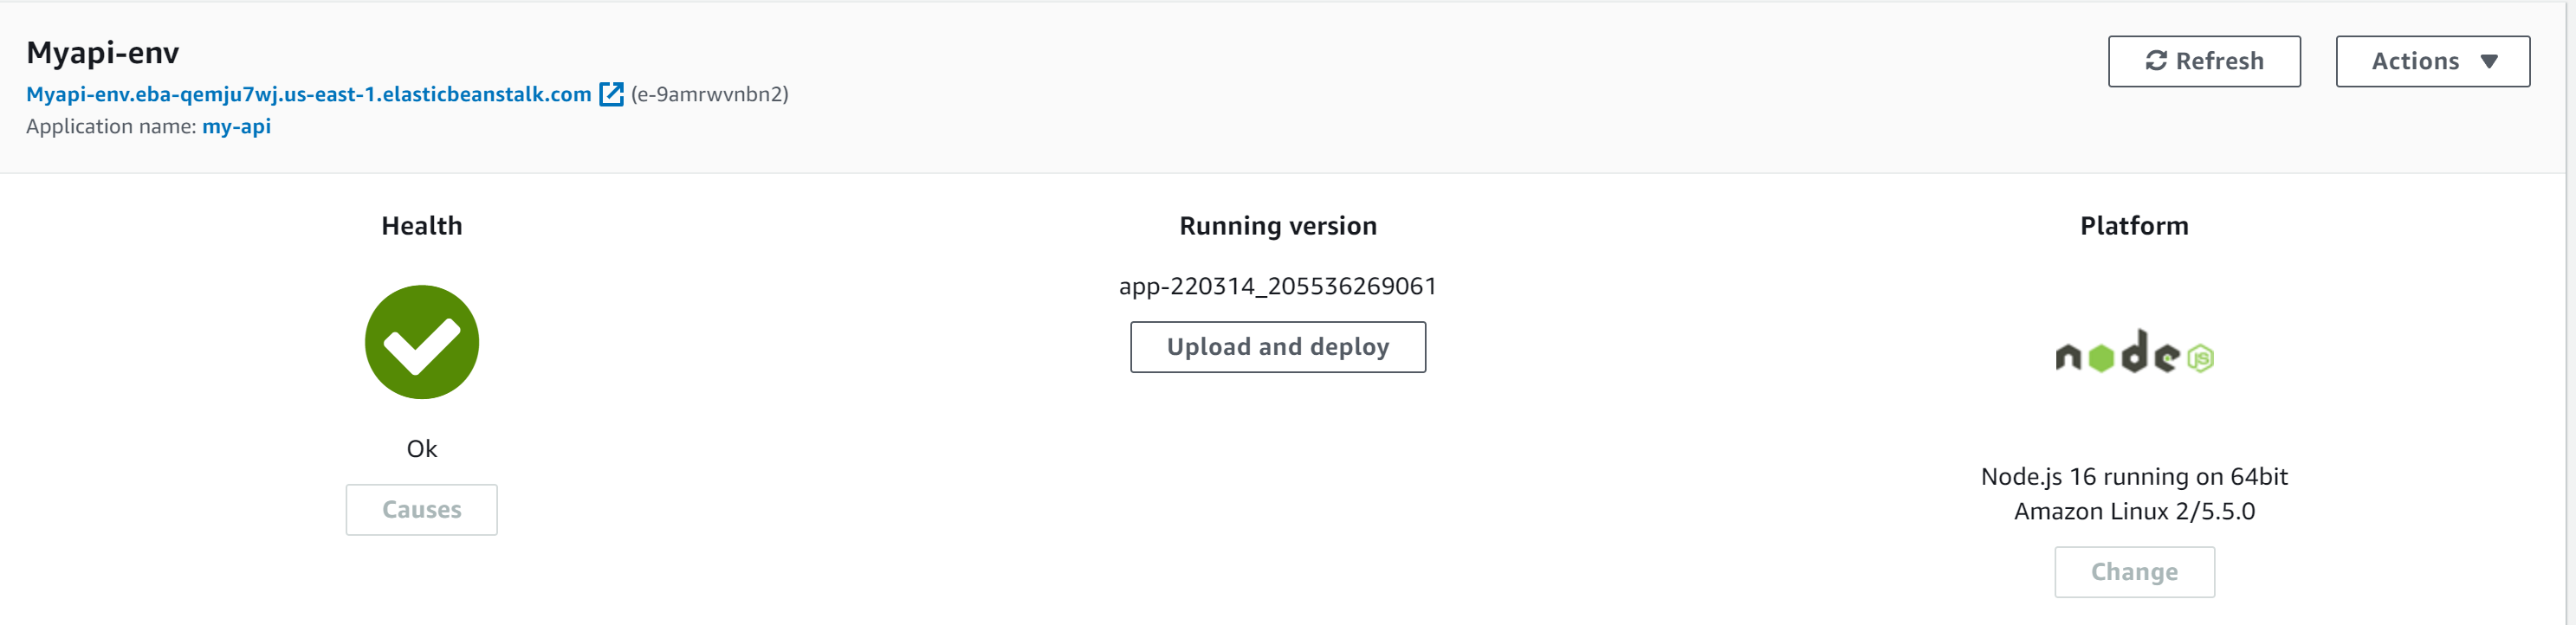 Myapi-env
Myapi-env.eba-qemju7wj.us-east-1.elasticbeanstalk.com (e-9amrwvnbn2)
Application name: my-api
Refresh
Actions
Health
Ok
Causes
Running version
app-220314_205536269061
Upload and deploy
Platform
node JS
Node.js 16 running on 64bit
Amazon Linux 2/5.5.0
Change